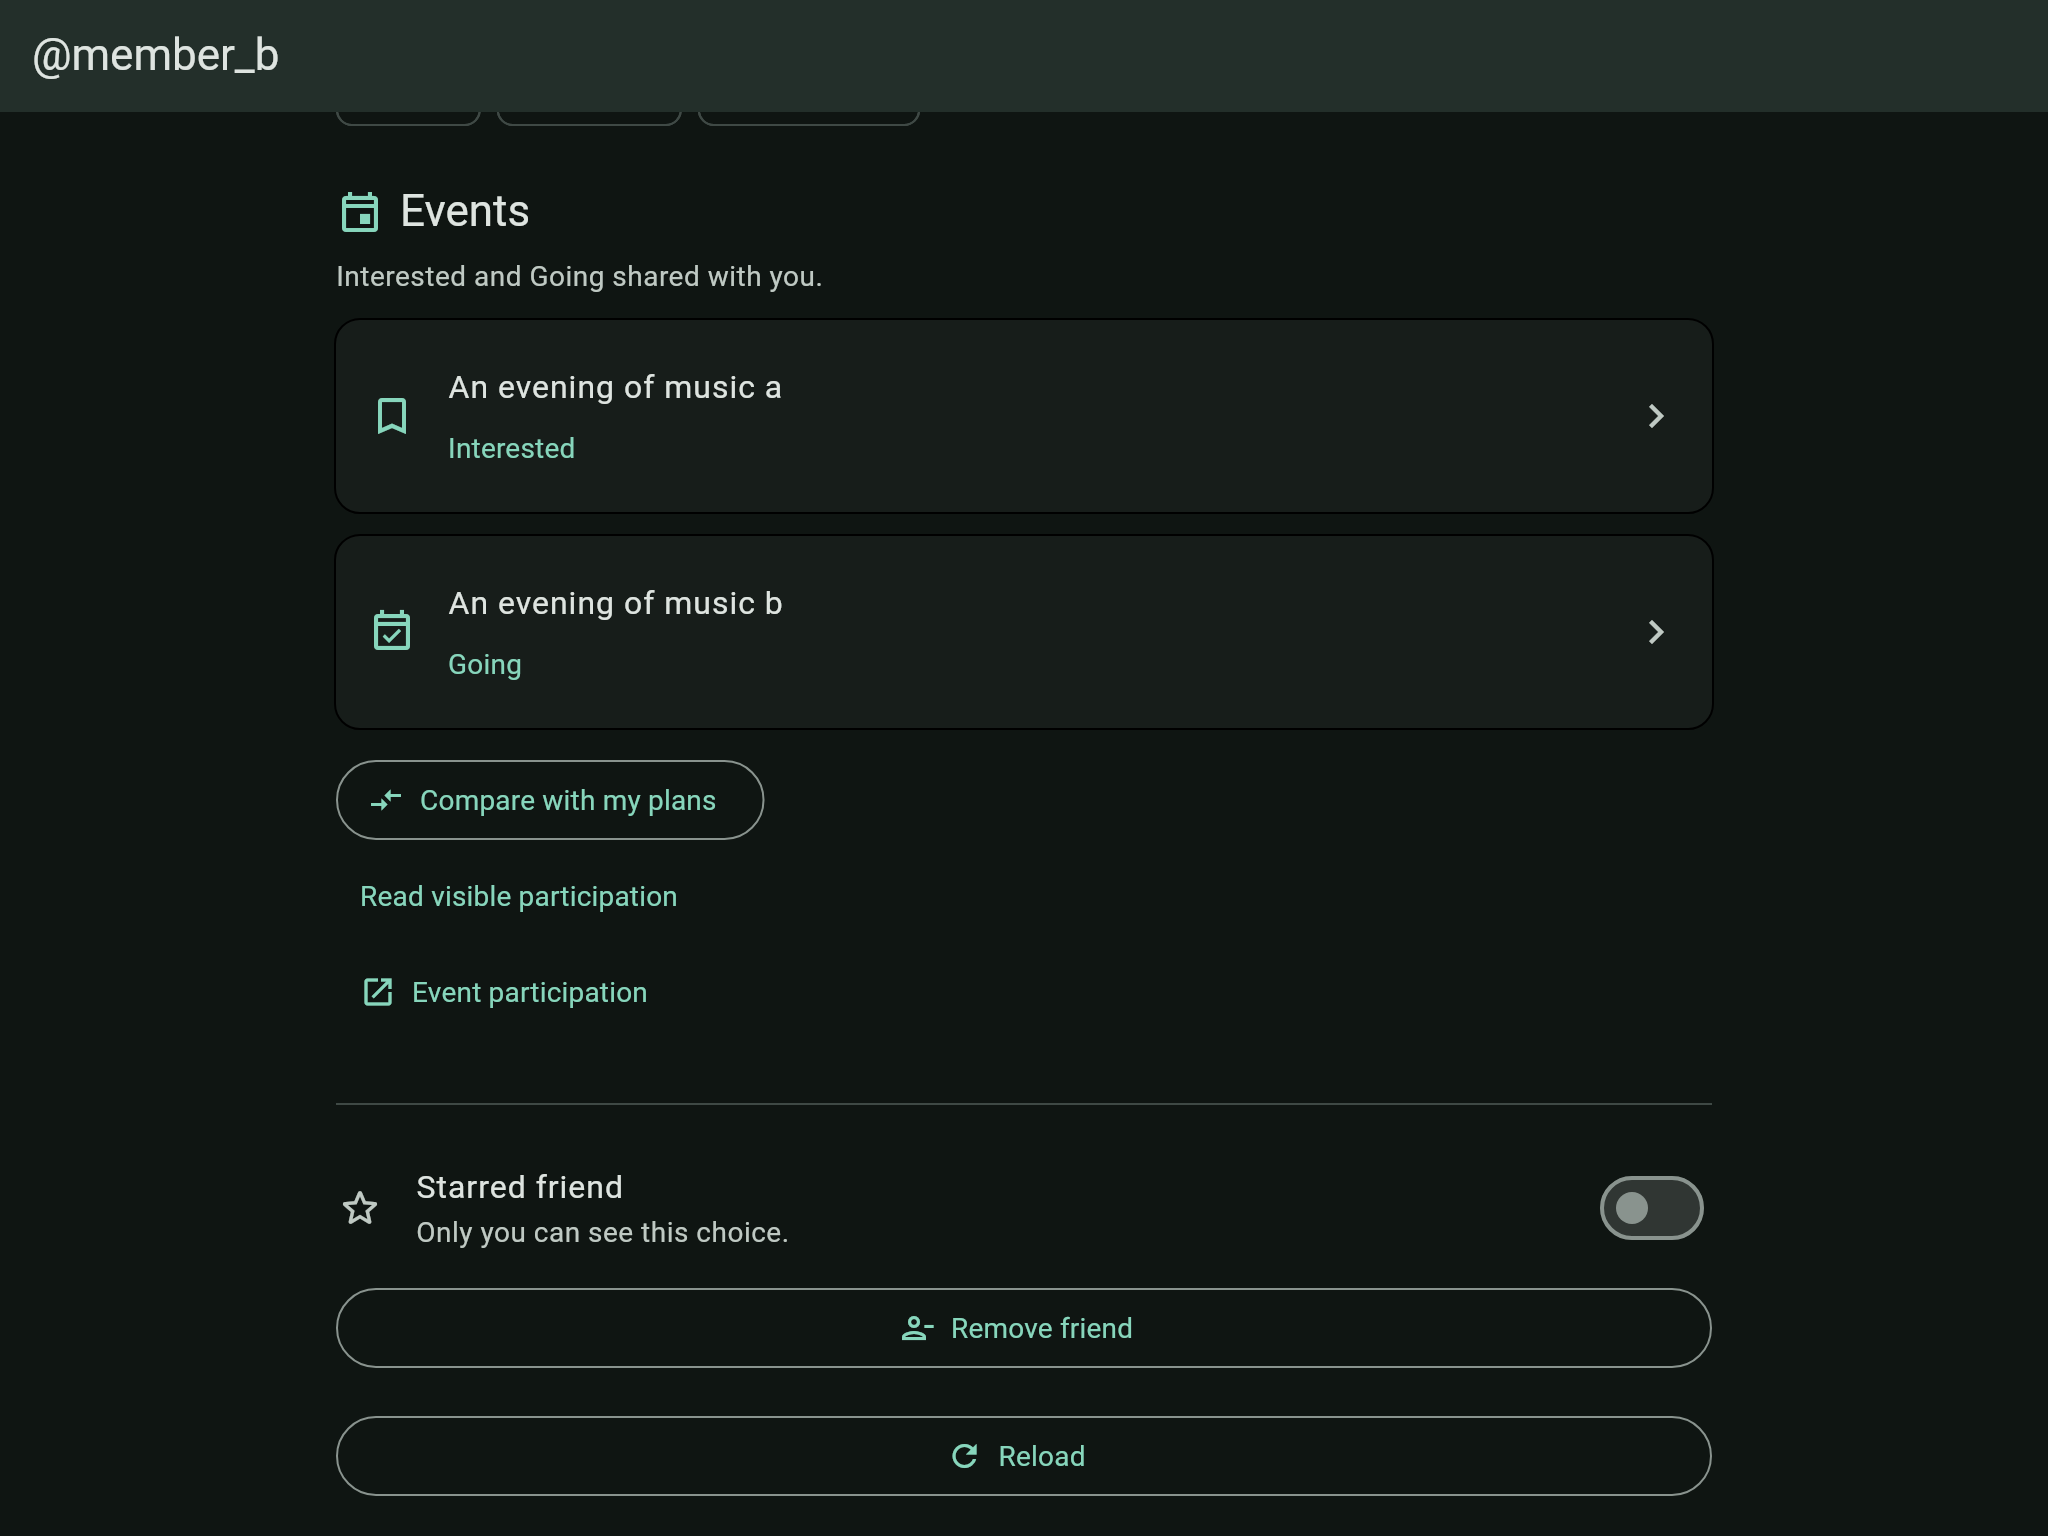 @member_b
Events
Interested and Going shared with you.
An evening of music a
Interested
An evening of music b
Going
Compare with my plans
Read visible participation
Event participation
Starred friend
Only you can see this choice.
Remove friend
Reload